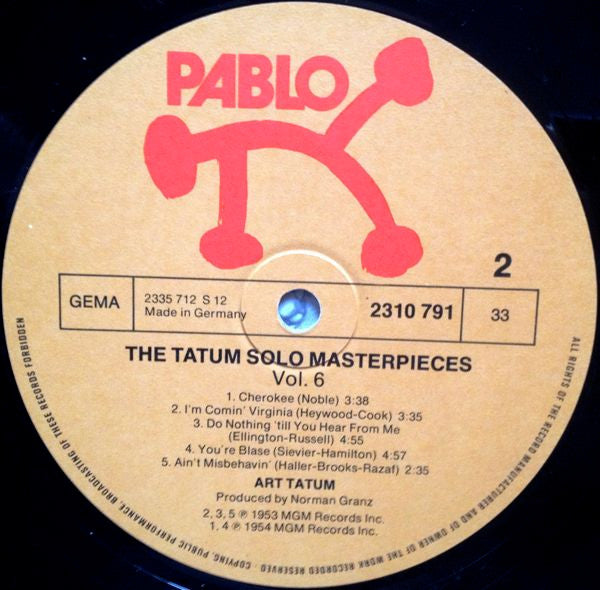 PABLO
2
GEMA
2335 712 S 12
Made in Germany
2310 791
33
THE TATUM SOLO MASTERPIECES
Vol. 6
1. Cherokee (Noble) 3:38
2. I'm Comin' Virginia (Heywood-Cook) 3:35
3. Do Nothing 'till You Hear From Me
(Ellington-Russell) 4:55
4. You're Blase (Sievier-Hamilton) 4:57
5. Ain't Misbehavin' (Haller-Brooks-Razaf) 2:35
ART TATUM
Produced by Norman Granz
2, 3, 5 ℗ 1953 MGM Records Inc.
1, 4 ℗ 1954 MGM Records Inc.
ALL RIGHTS OF THE RECORD MANUFACTURER AND OF OWNER OF THE WORK RECORDED RESERVED · COPYING, PUBLIC PERFORMANCE BROADCASTING OF THESE RECORDS FORBIDDEN